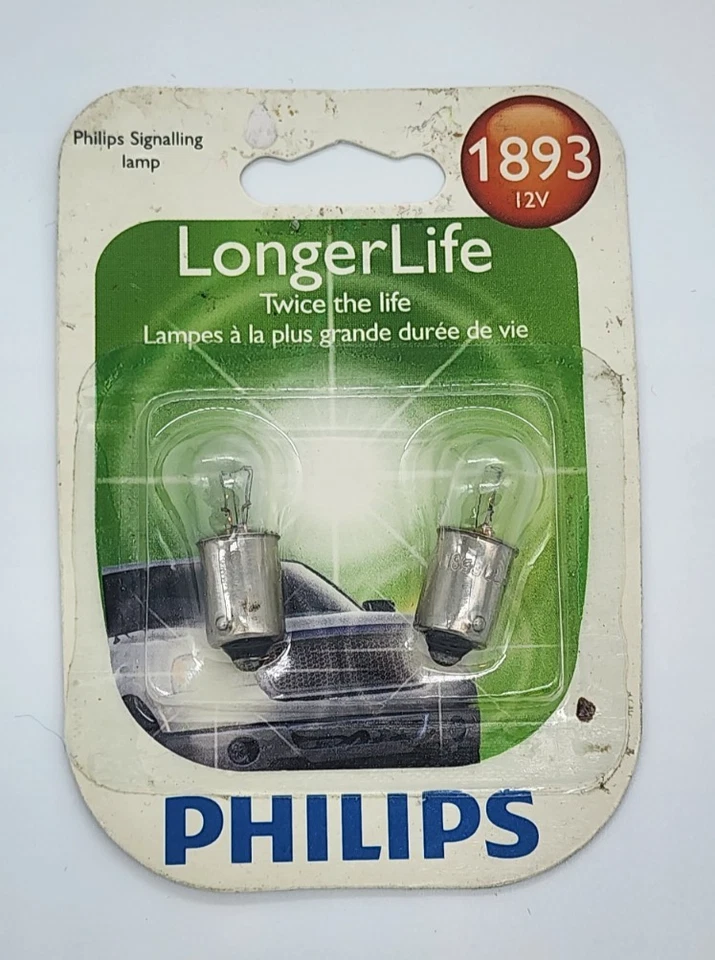 Philips Signalling
lamp
1893
12V
LongerLife
Twice the life
Lampes à la plus grande durée de vie
PHILIPS